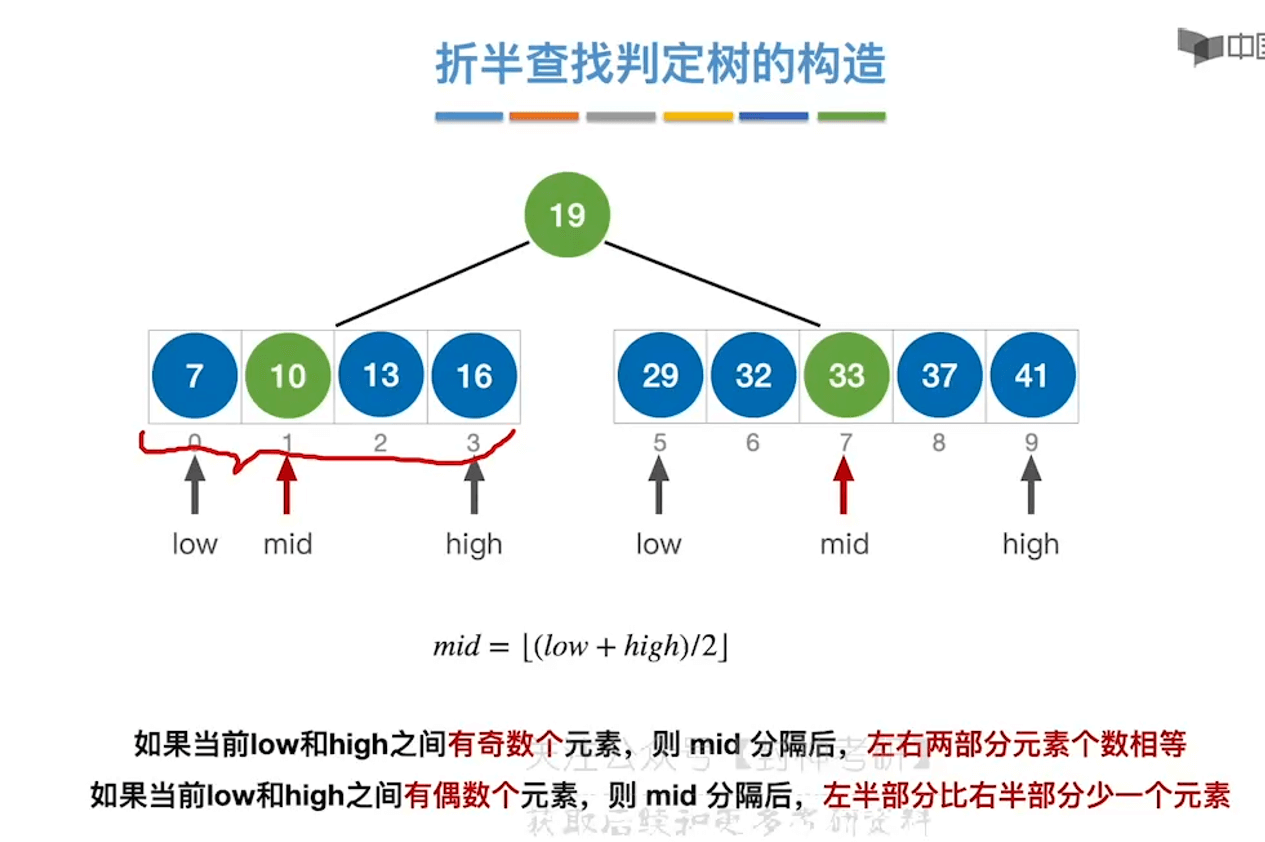 折半查找判定树的构造
中国
19
7 10 13 16
29 32 33 37 41
0 1 2 3
5 6 7 8 9
low mid high
low mid high
mid = ⌊(low + high)/2⌋
如果当前low和high之间有奇数个元素，则 mid 分隔后，左右两部分元素个数相等
关注公众号【封神考研】
如果当前low和high之间有偶数个元素，则 mid 分隔后，左半部分比右半部分少一个元素
获取后续和更多考研资料